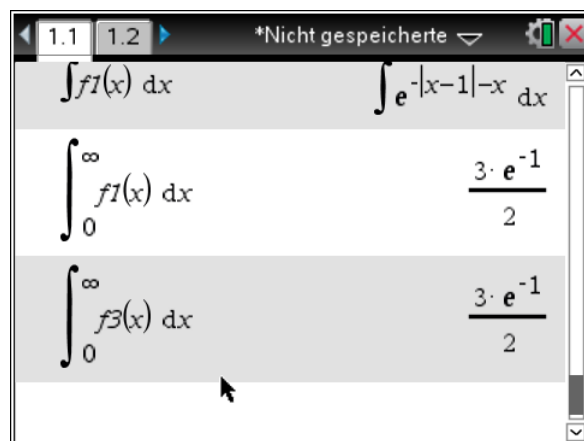 1.1 1.2 *Nicht gespeicherte
∫f1(x) dx ∫e^-|x-1|-x dx
∫₀^∞ f1(x) dx 3·e^-1/2
∫₀^∞ f3(x) dx 3·e^-1/2